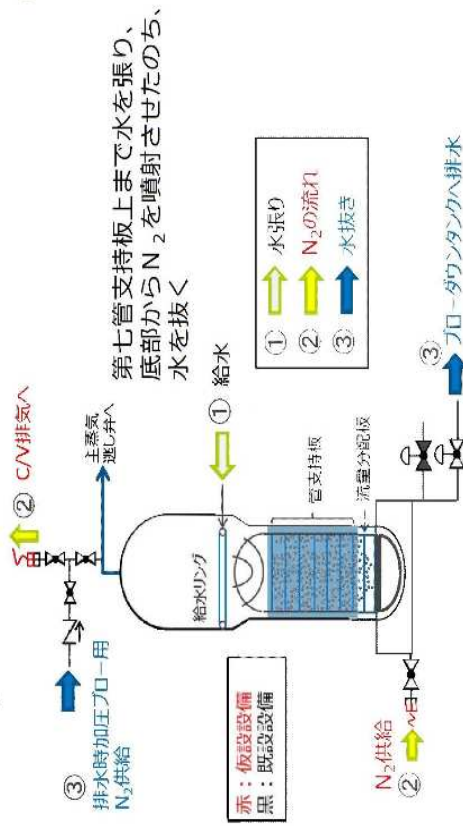 第七管支持板上まで水を張り、
底部からN₂を噴射させたのち、
水を抜く
② C/V排気へ
主蒸気
逃し弁へ
③
排水時加圧ブロー用
N₂供給
① 給水
給水リング
管支持板
流量分配板
① 水張り
② N₂の流れ
③ 水抜き
赤：仮設設備
黒：既設設備
N₂供給
②
③
ブローダウンタンクへ排水